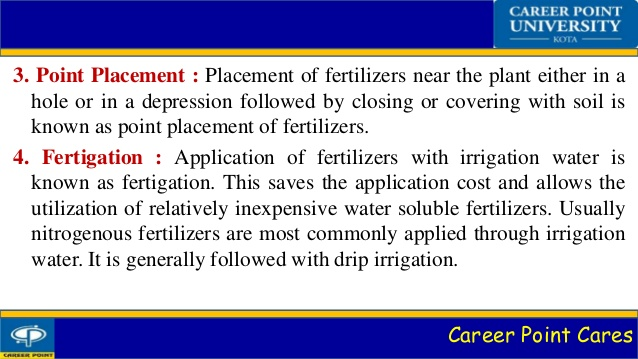 CAREER POINT
UNIVERSITY
KOTA
3. Point Placement : Placement of fertilizers near the plant either in a
hole or in a depression followed by closing or covering with soil is
known as point placement of fertilizers.
4. Fertigation : Application of fertilizers with irrigation water is
known as fertigation. This saves the application cost and allows the
utilization of relatively inexpensive water soluble fertilizers. Usually
nitrogenous fertilizers are most commonly applied through irrigation
water. It is generally followed with drip irrigation.
CAREER POINT
Career Point Cares